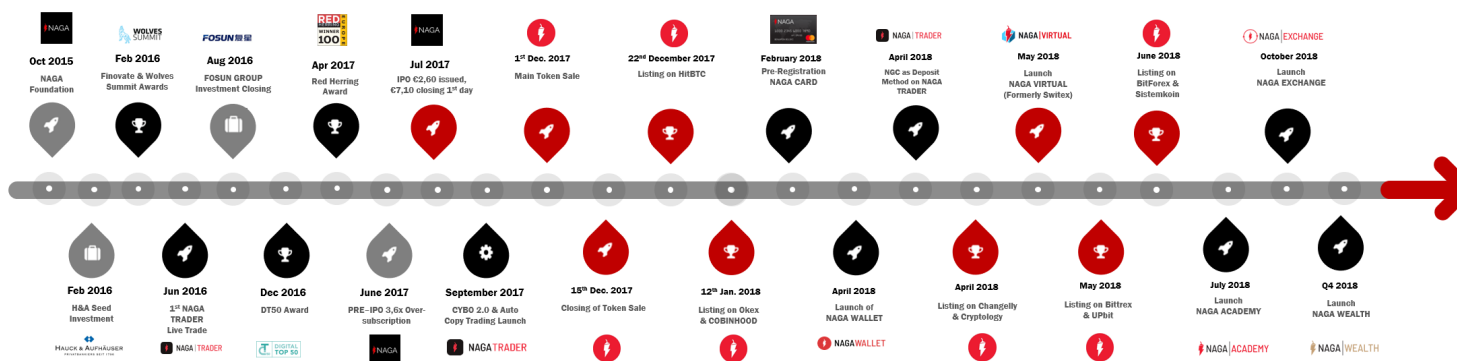 NAGA
Oct 2015
NAGA
Foundation
WOLVES
SUMMIT
Feb 2016
Finovate & Wolves
Summit Awards
FOSUN 复星
Aug 2016
FOSUN GROUP
Investment Closing
RED
WINNER
100
Apr 2017
Red Herring
Award
NAGA
Jul 2017
IPO €2,60 issued,
€7,10 closing 1st day
1st Dec. 2017
Main Token Sale
22nd December 2017
Listing on HitBTC
NAGA
February 2018
Pre-Registration
NAGA CARD
NAGA | TRADER
April 2018
NGC as Deposit
Method on NAGA
TRADER
NAGA|VIRTUAL
May 2018
Launch
NAGA VIRTUAL
(Formerly Switex)
June 2018
Listing on
BitForex &
Sistemkoin
NAGA|EXCHANGE
October 2018
Launch
NAGA EXCHANGE
Feb 2016
H&A Seed
Investment
HAUCK & AUFHÄUSER
PRIVATBANKIERS SEIT 1796
Jun 2016
1st NAGA
TRADER
Live Trade
NAGA | TRADER
Dec 2016
DT50 Award
DIGITAL
TOP 50
June 2017
PRE–IPO 3,6x Over-
subscription
NAGA
September 2017
CYBO 2.0 & Auto
Copy Trading Launch
NAGA TRADER
15th Dec. 2017
Closing of Token Sale
12th Jan. 2018
Listing on Okex
& COBINHOOD
April 2018
Launch of
NAGA WALLET
NAGAWALLET
April 2018
Listing on Changelly
& Cryptology
May 2018
Listing on Bittrex
& UPbit
July 2018
Launch
NAGA ACADEMY
NAGA|ACADEMY
Q4 2018
Launch
NAGA WEALTH
NAGA|WEALTH